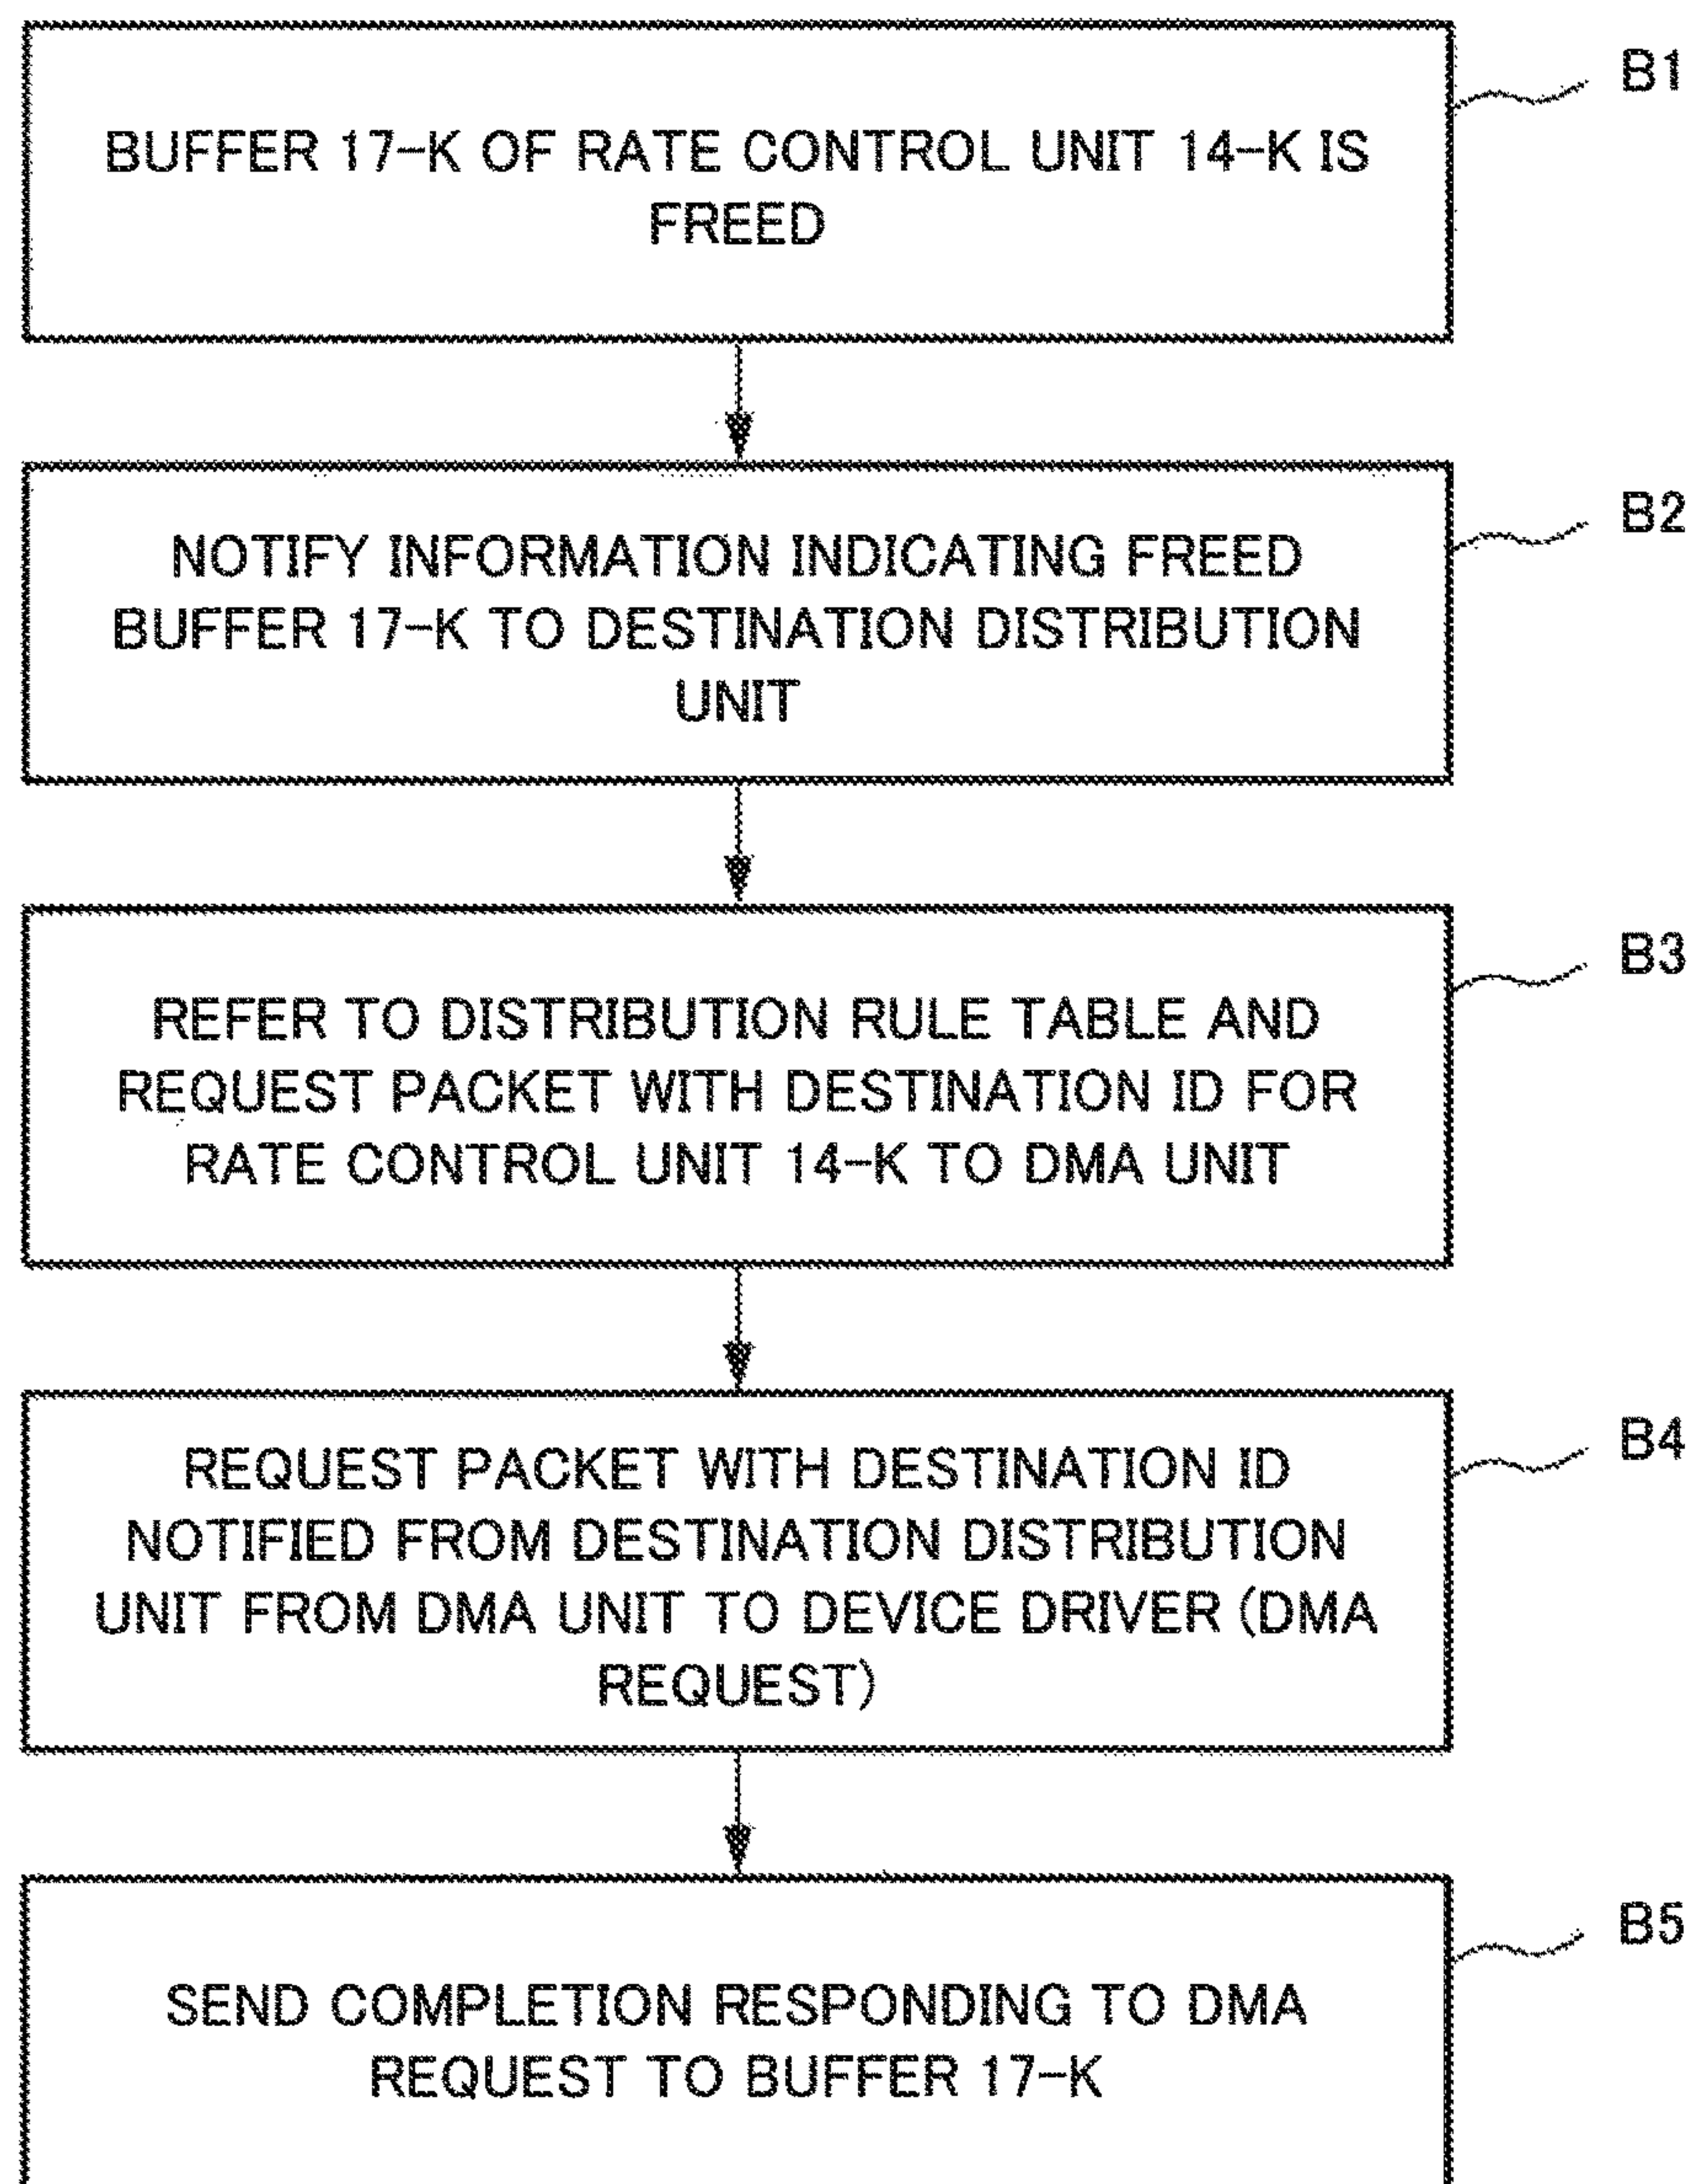 B1
BUFFER 17-K OF RATE CONTROL UNIT 14-K IS
FREED
B2
NOTIFY INFORMATION INDICATING FREED
BUFFER 17-K TO DESTINATION DISTRIBUTION
UNIT
B3
REFER TO DISTRIBUTION RULE TABLE AND
REQUEST PACKET WITH DESTINATION ID FOR
RATE CONTROL UNIT 14-K TO DMA UNIT
B4
REQUEST PACKET WITH DESTINATION ID
NOTIFIED FROM DESTINATION DISTRIBUTION
UNIT FROM DMA UNIT TO DEVICE DRIVER (DMA
REQUEST)
B5
SEND COMPLETION RESPONDING TO DMA
REQUEST TO BUFFER 17-K